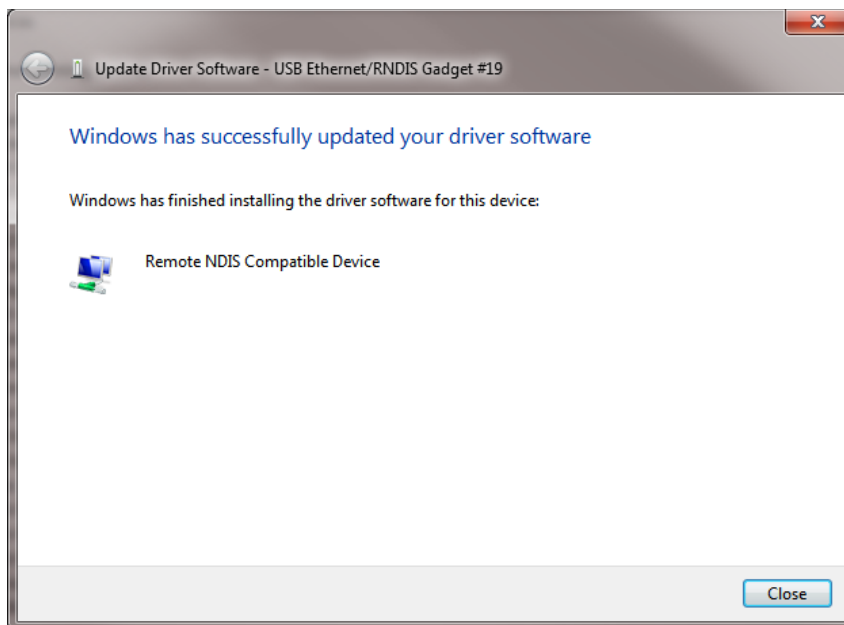 Update Driver Software - USB Ethernet/RNDIS Gadget #19
Windows has successfully updated your driver software
Windows has finished installing the driver software for this device:
Remote NDIS Compatible Device
Close